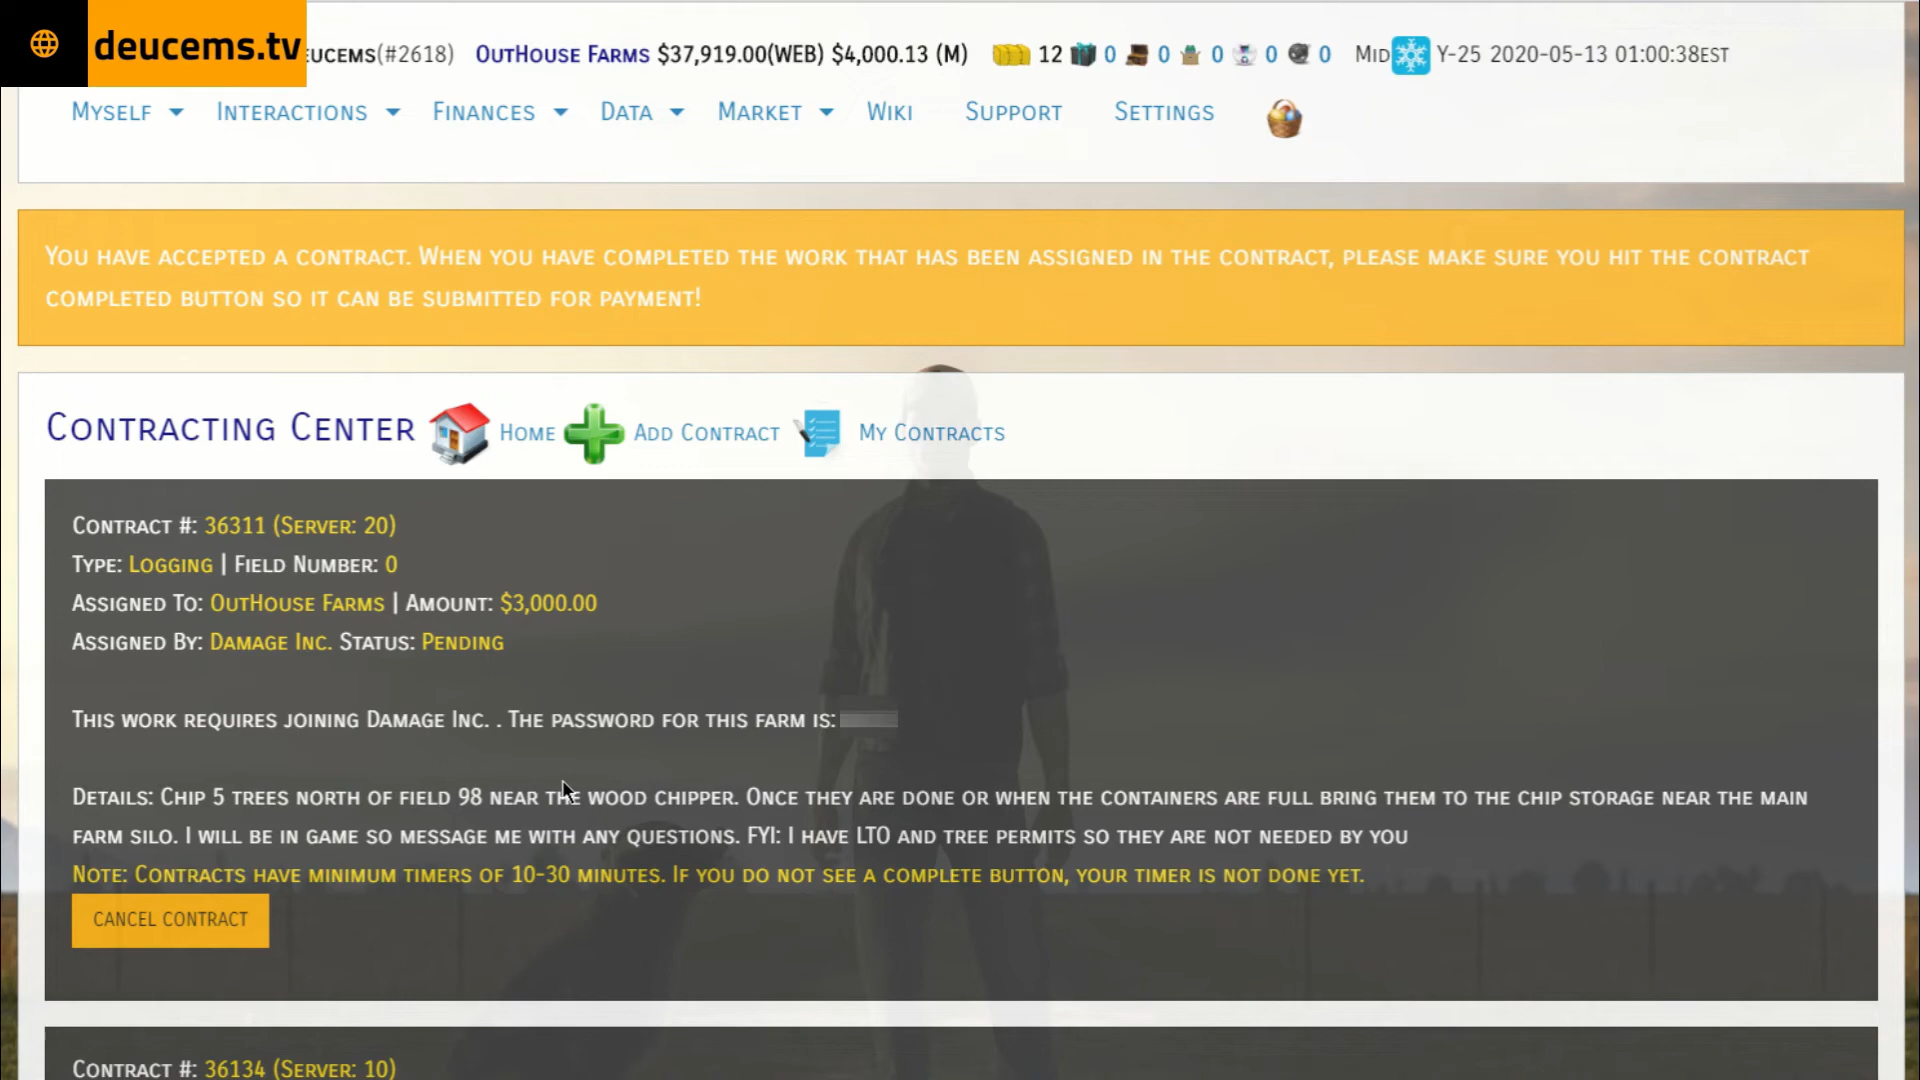 deucems.tv
EUCEMS(#2618) OUTHOUSE FARMS $37,919.00(WEB) $4,000.13 (M) 12 0 0 0 0 0 MID Y-25 2020-05-13 01:00:38EST
MYSELF INTERACTIONS FINANCES DATA MARKET WIKI SUPPORT SETTINGS
YOU HAVE ACCEPTED A CONTRACT. WHEN YOU HAVE COMPLETED THE WORK THAT HAS BEEN ASSIGNED IN THE CONTRACT, PLEASE MAKE SURE YOU HIT THE CONTRACT
COMPLETED BUTTON SO IT CAN BE SUBMITTED FOR PAYMENT!
CONTRACTING CENTER HOME ADD CONTRACT MY CONTRACTS
CONTRACT #: 36311 (SERVER: 20)
TYPE: LOGGING | FIELD NUMBER: 0
ASSIGNED TO: OUTHOUSE FARMS | AMOUNT: $3,000.00
ASSIGNED BY: DAMAGE INC. STATUS: PENDING
THIS WORK REQUIRES JOINING DAMAGE INC. . THE PASSWORD FOR THIS FARM IS:
DETAILS: CHIP 5 TREES NORTH OF FIELD 98 NEAR THE WOOD CHIPPER. ONCE THEY ARE DONE OR WHEN THE CONTAINERS ARE FULL BRING THEM TO THE CHIP STORAGE NEAR THE MAIN
FARM SILO. I WILL BE IN GAME SO MESSAGE ME WITH ANY QUESTIONS. FYI: I HAVE LTO AND TREE PERMITS SO THEY ARE NOT NEEDED BY YOU
NOTE: CONTRACTS HAVE MINIMUM TIMERS OF 10-30 MINUTES. IF YOU DO NOT SEE A COMPLETE BUTTON, YOUR TIMER IS NOT DONE YET.
CANCEL CONTRACT
CONTRACT #: 36134 (SERVER: 10)